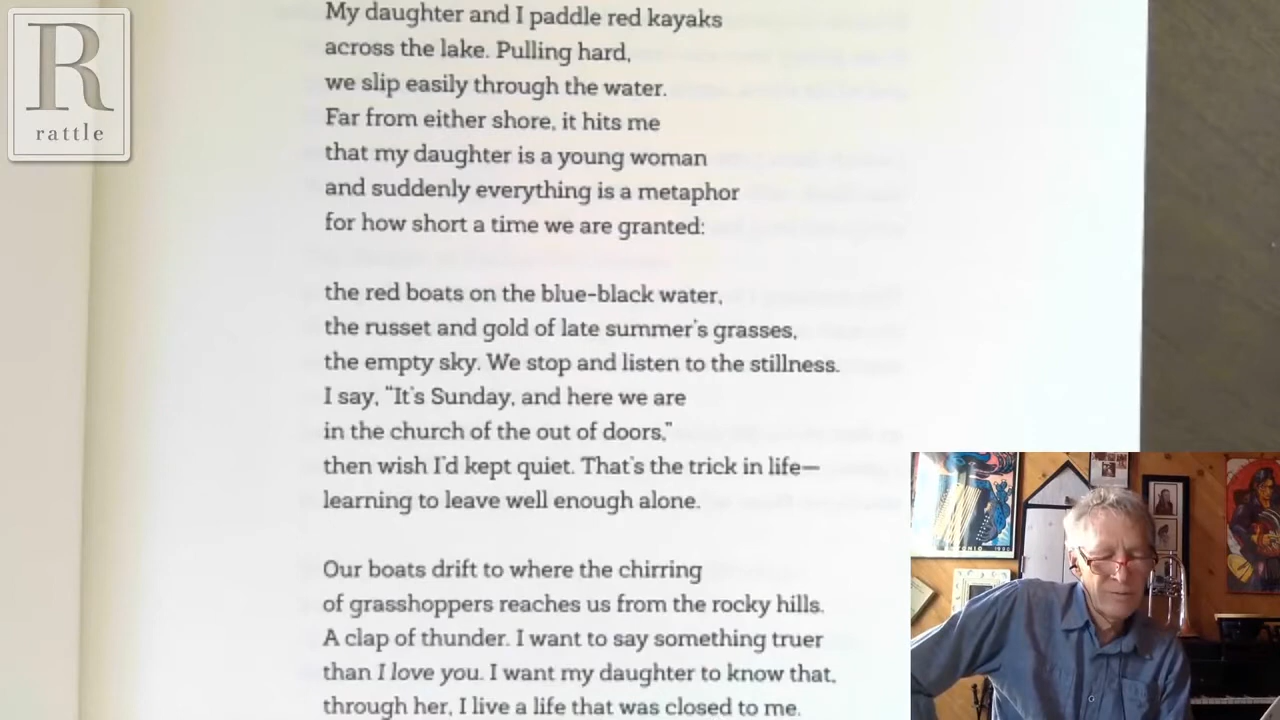 R
rattle
My daughter and I paddle red kayaks
across the lake. Pulling hard,
we slip easily through the water.
Far from either shore, it hits me
that my daughter is a young woman
and suddenly everything is a metaphor
for how short a time we are granted:
the red boats on the blue-black water,
the russet and gold of late summer's grasses,
the empty sky. We stop and listen to the stillness.
I say, "It's Sunday, and here we are
in the church of the out of doors,"
then wish I'd kept quiet. That's the trick in life—
learning to leave well enough alone.
Our boats drift to where the chirring
of grasshoppers reaches us from the rocky hills.
A clap of thunder. I want to say something truer
than I love you. I want my daughter to know that,
through her, I live a life that was closed to me.